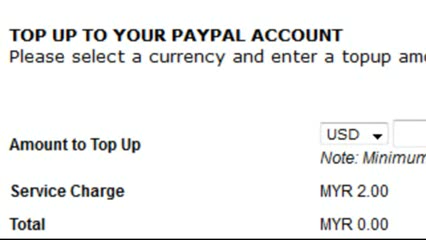 TOP UP TO YOUR PAYPAL ACCOUNT
Please select a currency and enter a topup
Amount to Top Up
USD
Note: Minimum
Service Charge MYR 2.00
Total MYR 0.00